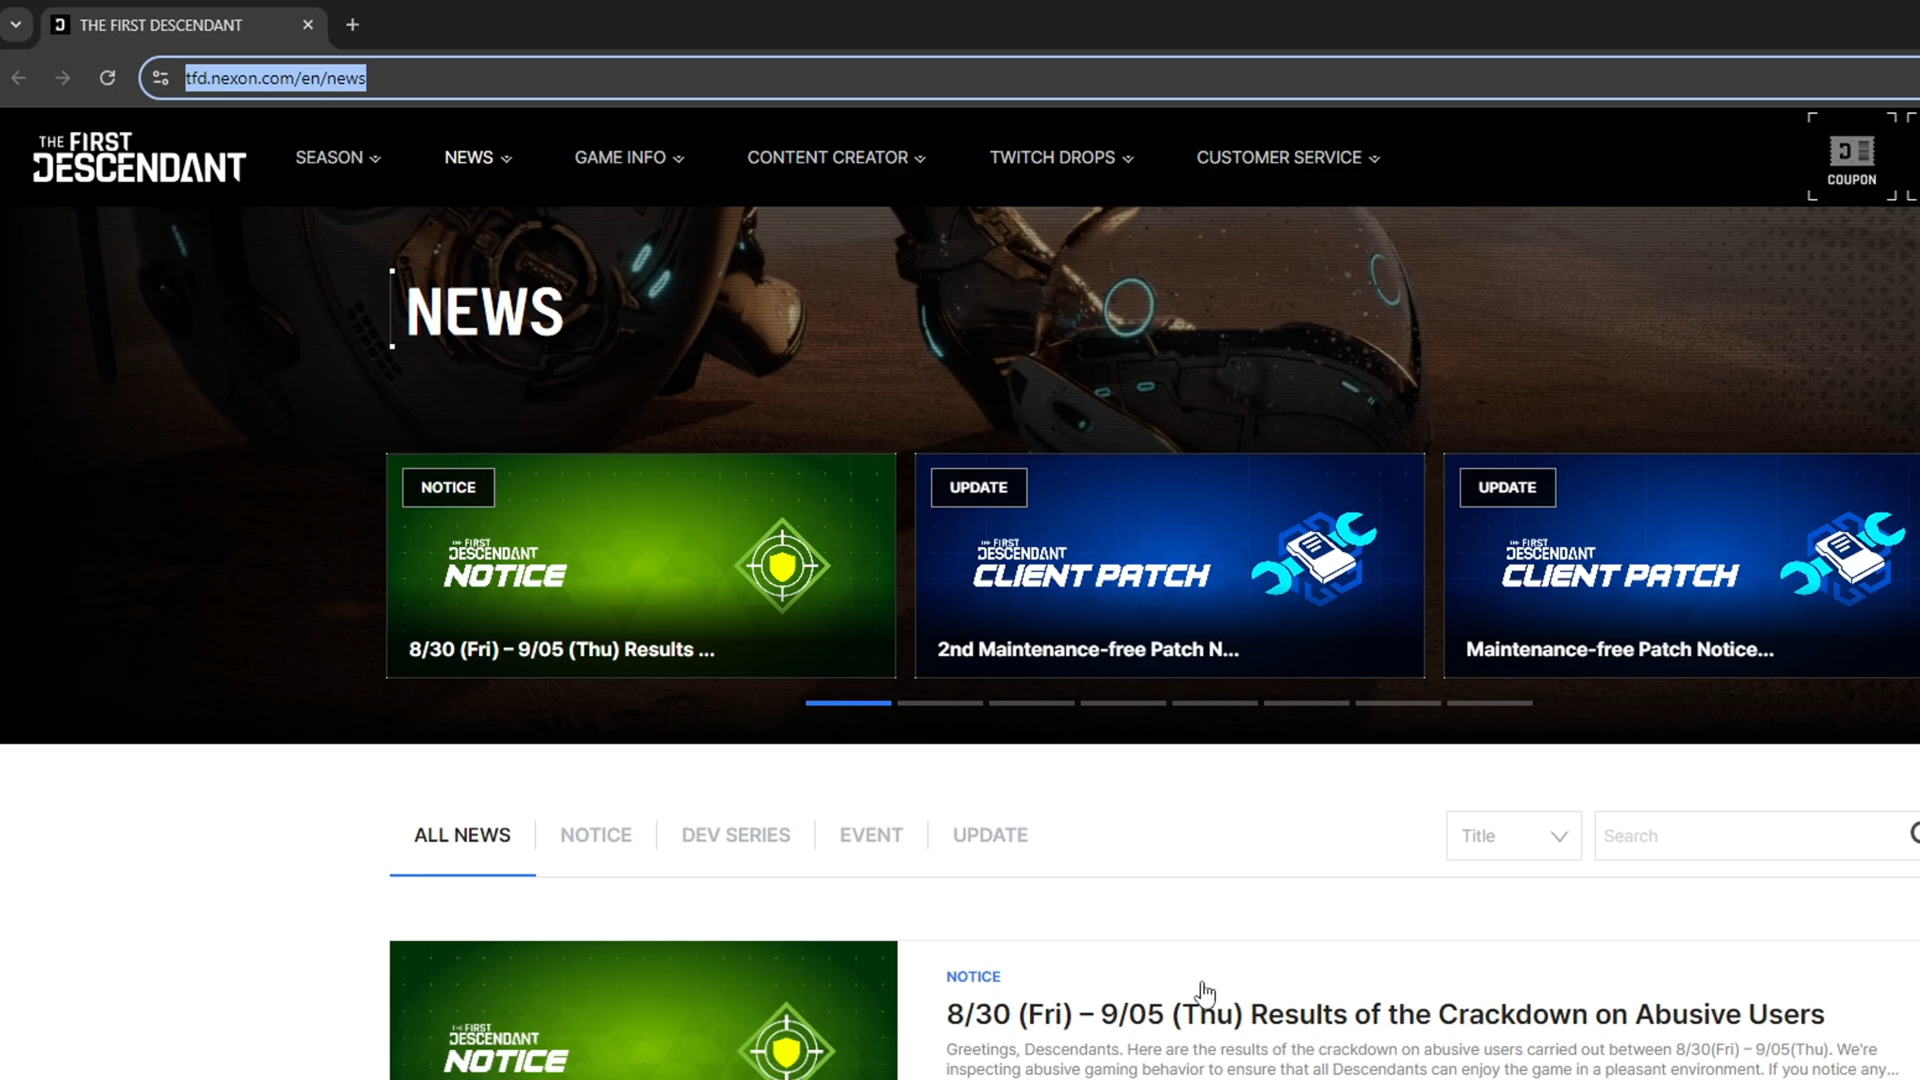 THE FIRST DESCENDANT
tfd.nexon.com/en/news
THE FIRST
DESCENDANT
SEASON
NEWS
GAME INFO
CONTENT CREATOR
TWITCH DROPS
CUSTOMER SERVICE
COUPON
NEWS
NOTICE
THE FIRST
DESCENDANT
NOTICE
8/30 (Fri) – 9/05 (Thu) Results ...
UPDATE
THE FIRST
DESCENDANT
CLIENT PATCH
2nd Maintenance-free Patch N...
UPDATE
THE FIRST
DESCENDANT
CLIENT PATCH
Maintenance-free Patch Notice...
ALL NEWS
NOTICE
DEV SERIES
EVENT
UPDATE
Title
Search
THE FIRST
DESCENDANT
NOTICE
NOTICE
8/30 (Fri) – 9/05 (Thu) Results of the Crackdown on Abusive Users
Greetings, Descendants. Here are the results of the crackdown on abusive users carried out between 8/30(Fri) – 9/05(Thu). We're
inspecting abusive gaming behavior to ensure that all Descendants can enjoy the game in a pleasant environment. If you notice any...